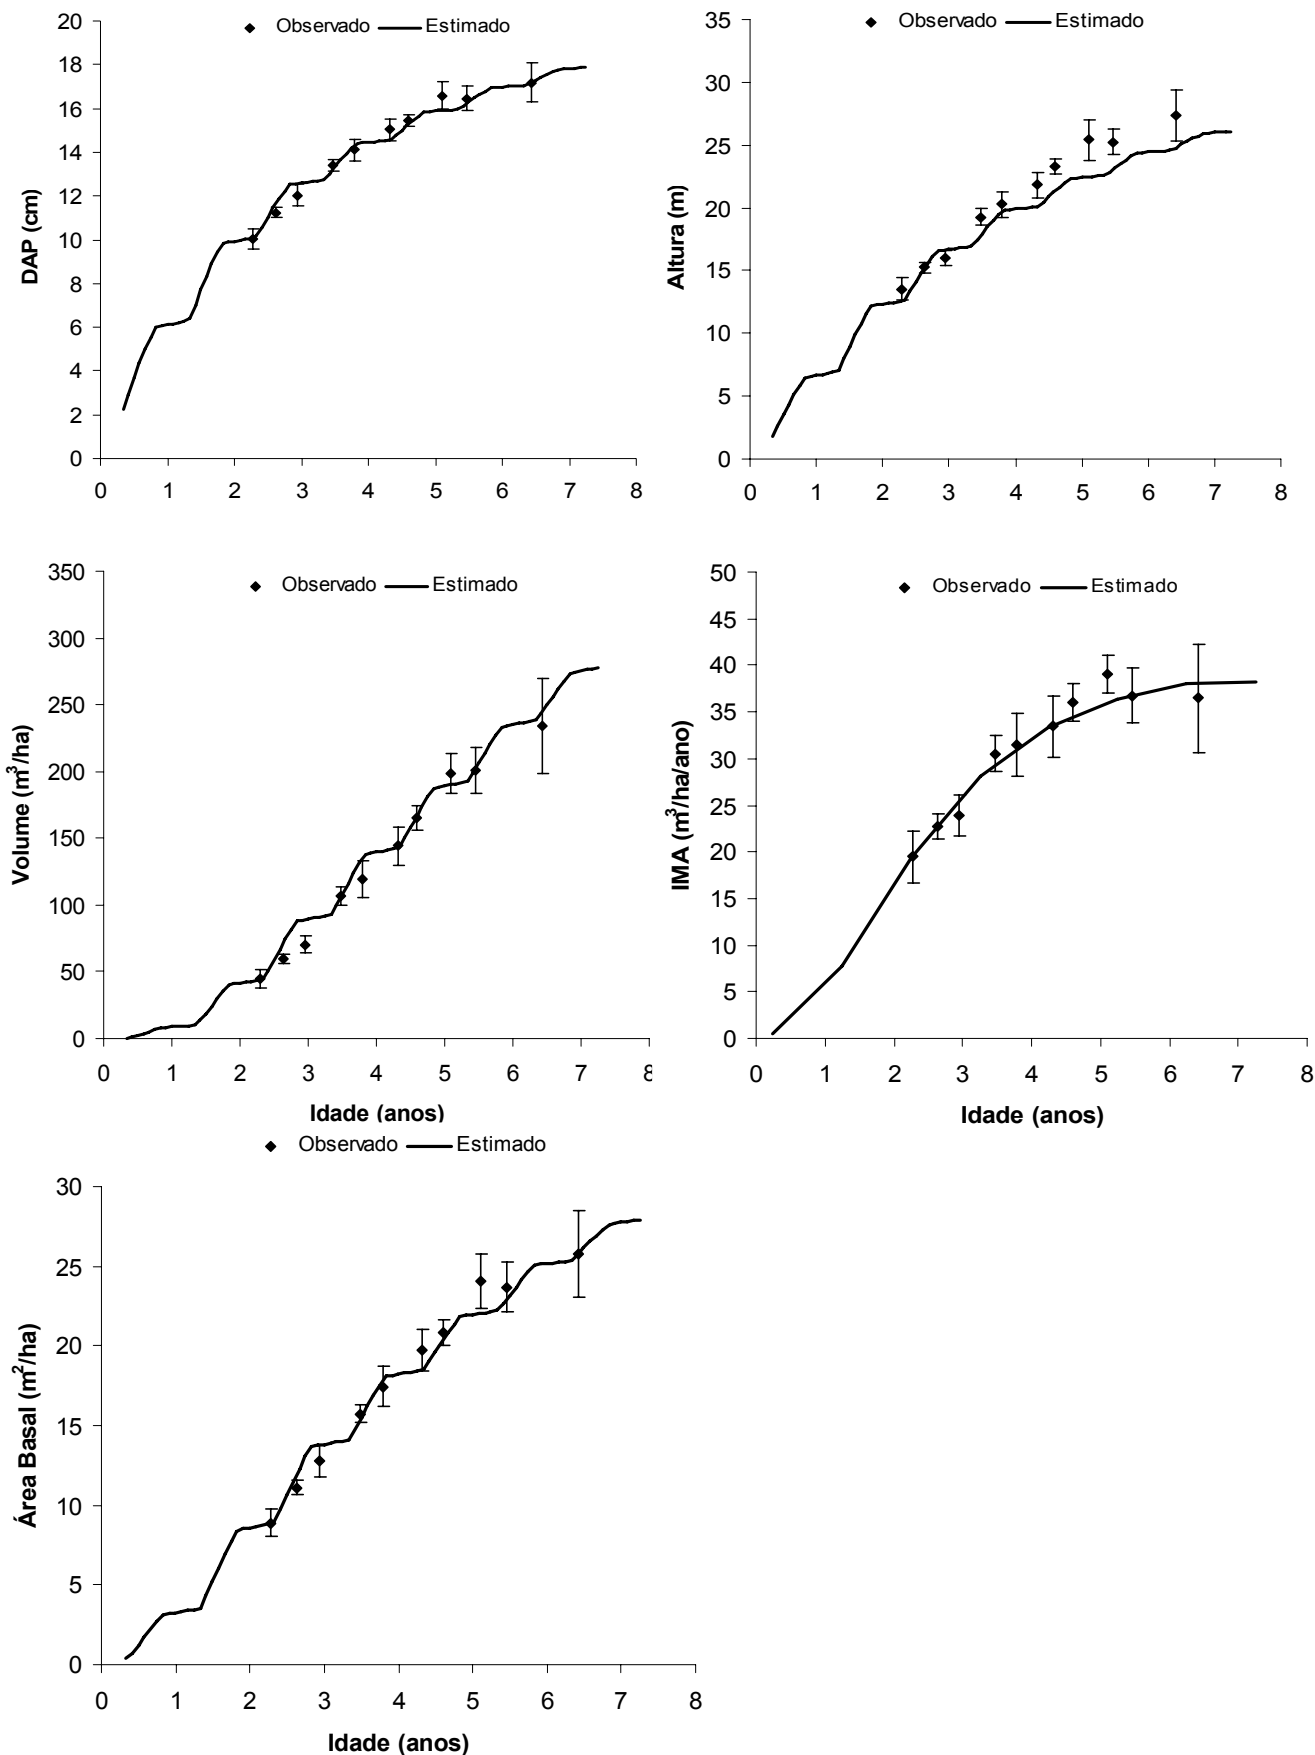 Observado Estimado
20
18
16
14
12
10
8
6
4
2
0
DAP (cm)
0 1 2 3 4 5 6 7 8
Observado Estimado
35
30
25
20
15
10
5
0
Altura (m)
0 1 2 3 4 5 6 7 8
Observado Estimado
350
300
250
200
150
100
50
0
Volume (m³/ha)
0 1 2 3 4 5 6 7 8
Idade (anos)
Observado Estimado
50
45
40
35
30
25
20
15
10
5
0
IMA (m³/ha/ano)
0 1 2 3 4 5 6 7 8
Idade (anos)
Observado Estimado
30
25
20
15
10
5
0
Área Basal (m²/ha)
0 1 2 3 4 5 6 7 8
Idade (anos)